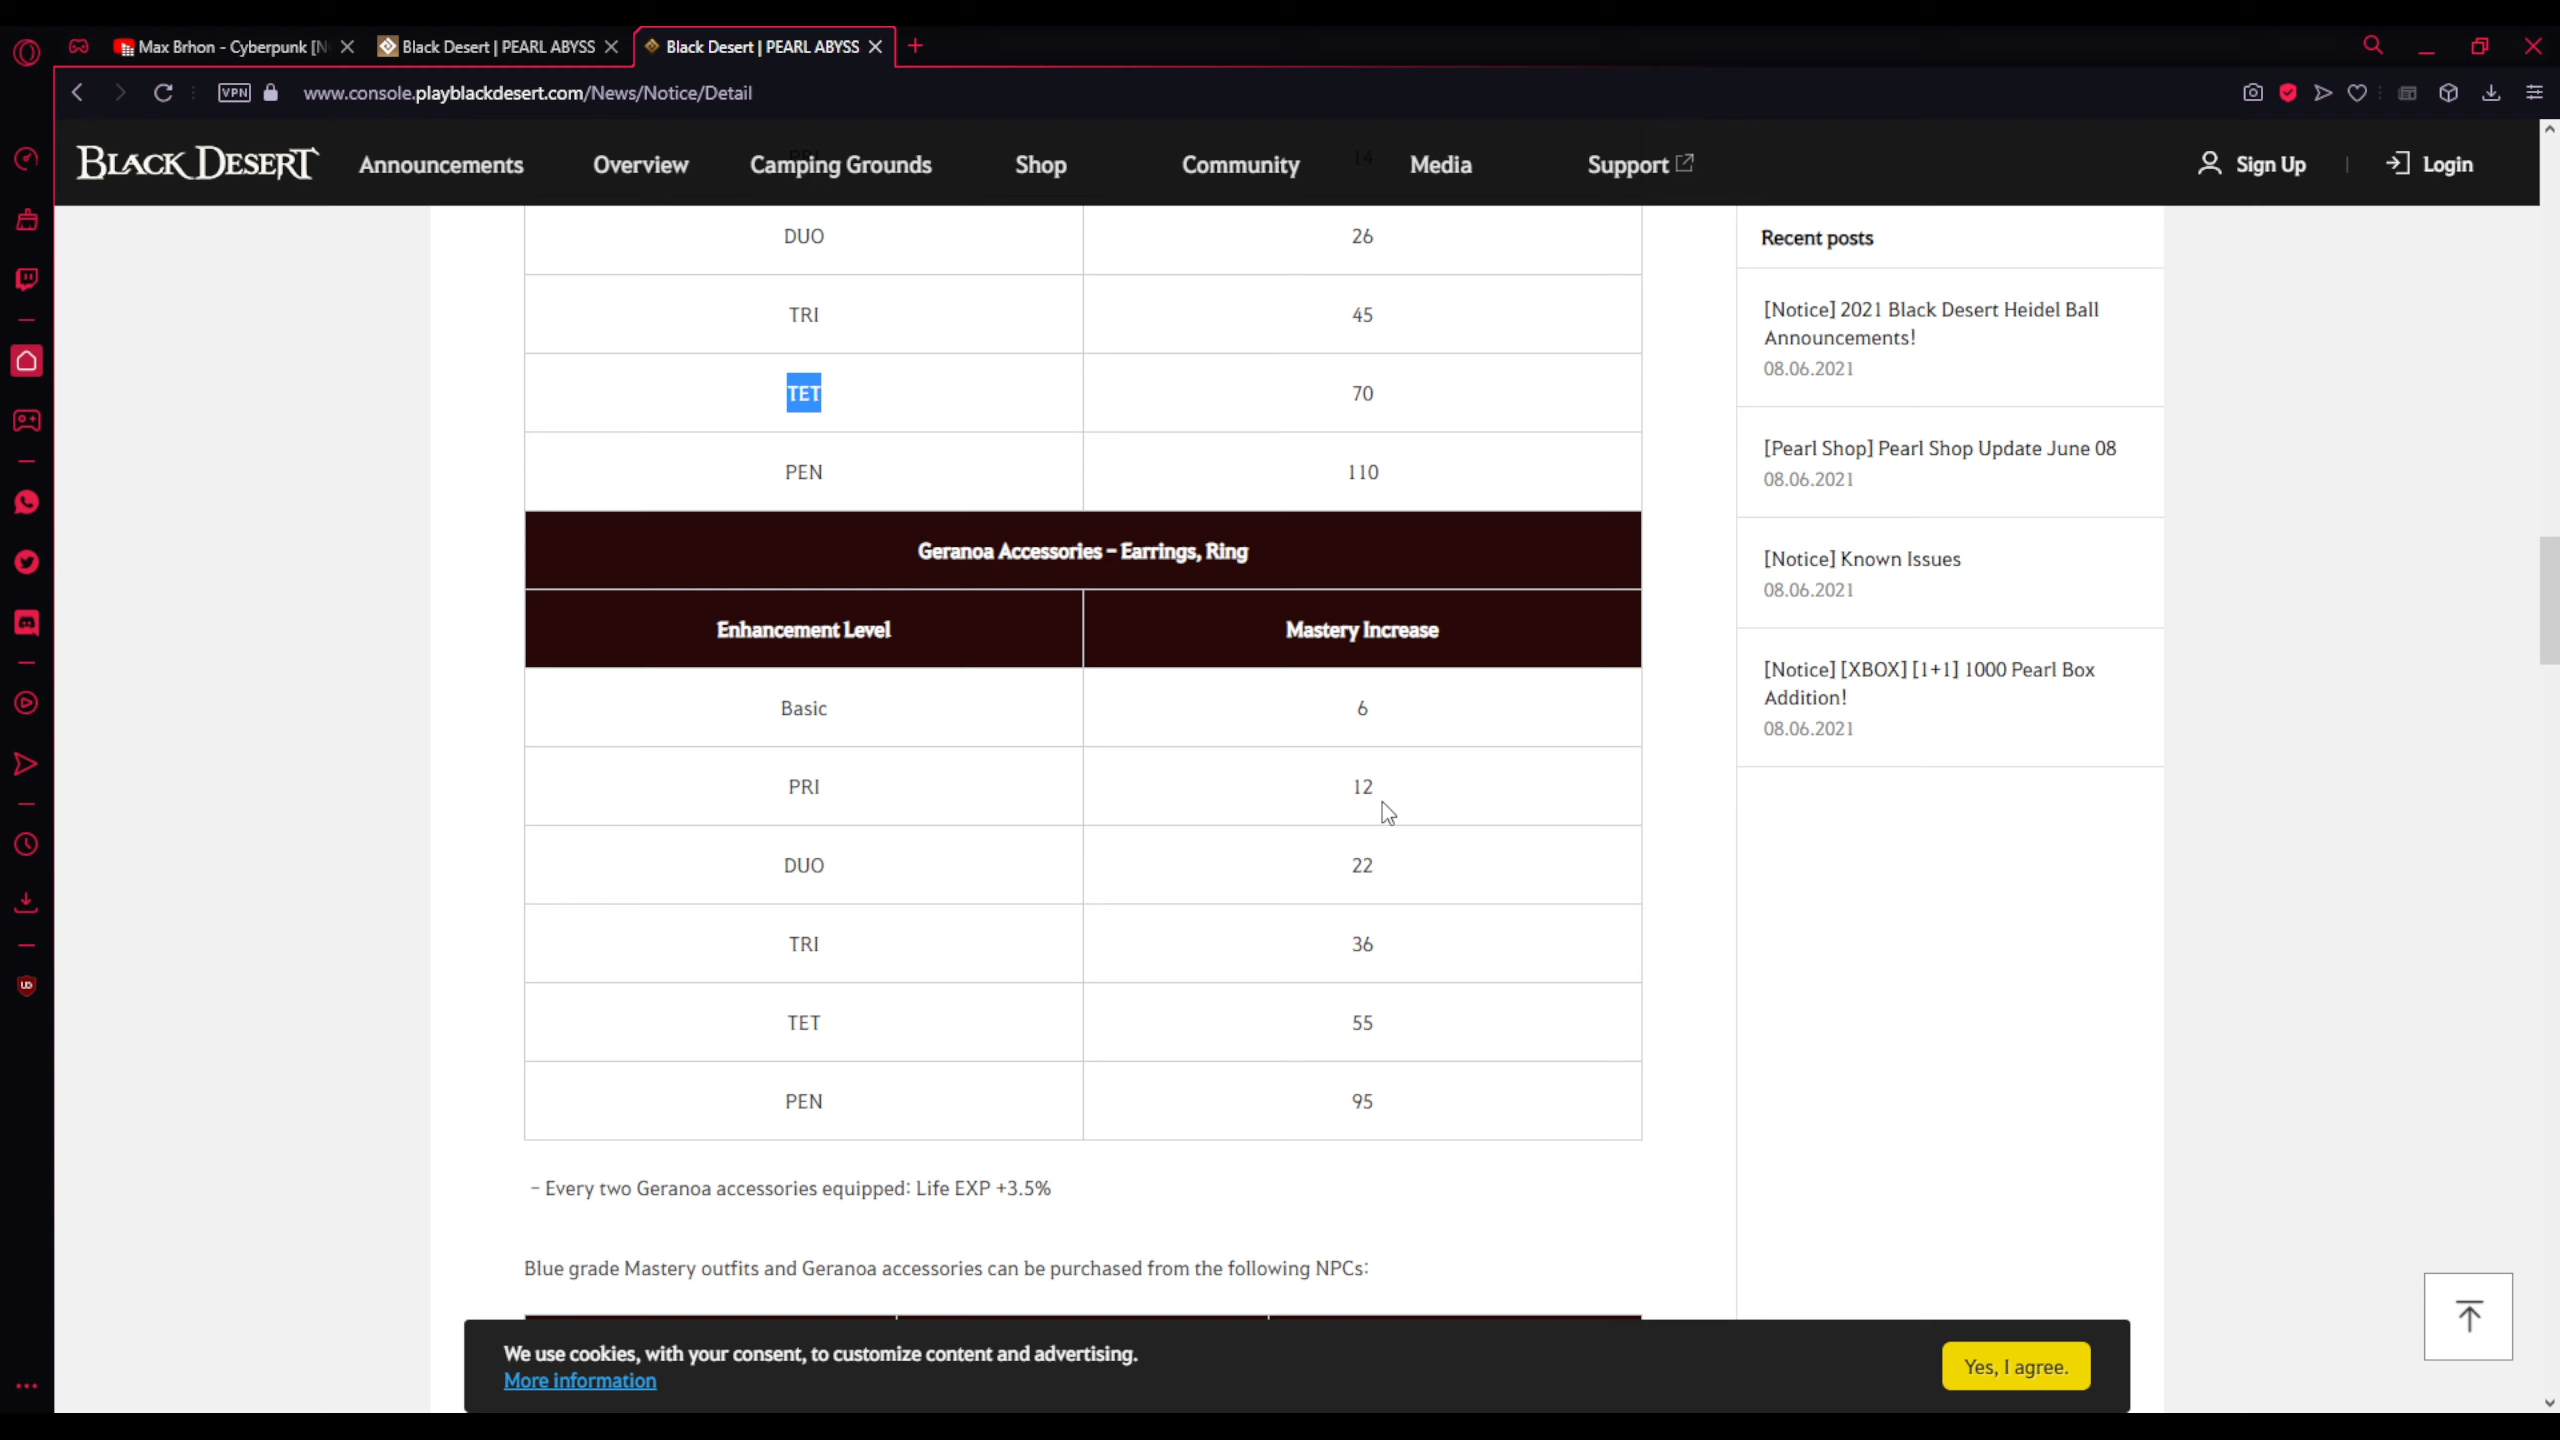 Max Brhon - Cyberpunk [N
Black Desert | PEARL ABYSS
Black Desert | PEARL ABYSS
VPN
www.console.playblackdesert.com/News/Notice/Detail
BLACK DESERT
Announcements
Overview
Camping Grounds
Shop
Community
14
Media
Support
Sign Up
Login
DUO 26
TRI 45
TET 70
PEN 110
Geranoa Accessories – Earrings, Ring
Enhancement Level Mastery Increase
Basic 6
PRI 12
DUO 22
TRI 36
TET 55
PEN 95
– Every two Geranoa accessories equipped: Life EXP +3.5%
Blue grade Mastery outfits and Geranoa accessories can be purchased from the following NPCs:
Recent posts
[Notice] 2021 Black Desert Heidel Ball
Announcements!
08.06.2021
[Pearl Shop] Pearl Shop Update June 08
08.06.2021
[Notice] Known Issues
08.06.2021
[Notice] [XBOX] [1+1] 1000 Pearl Box
Addition!
08.06.2021
We use cookies, with your consent, to customize content and advertising.
More information
Yes, I agree.